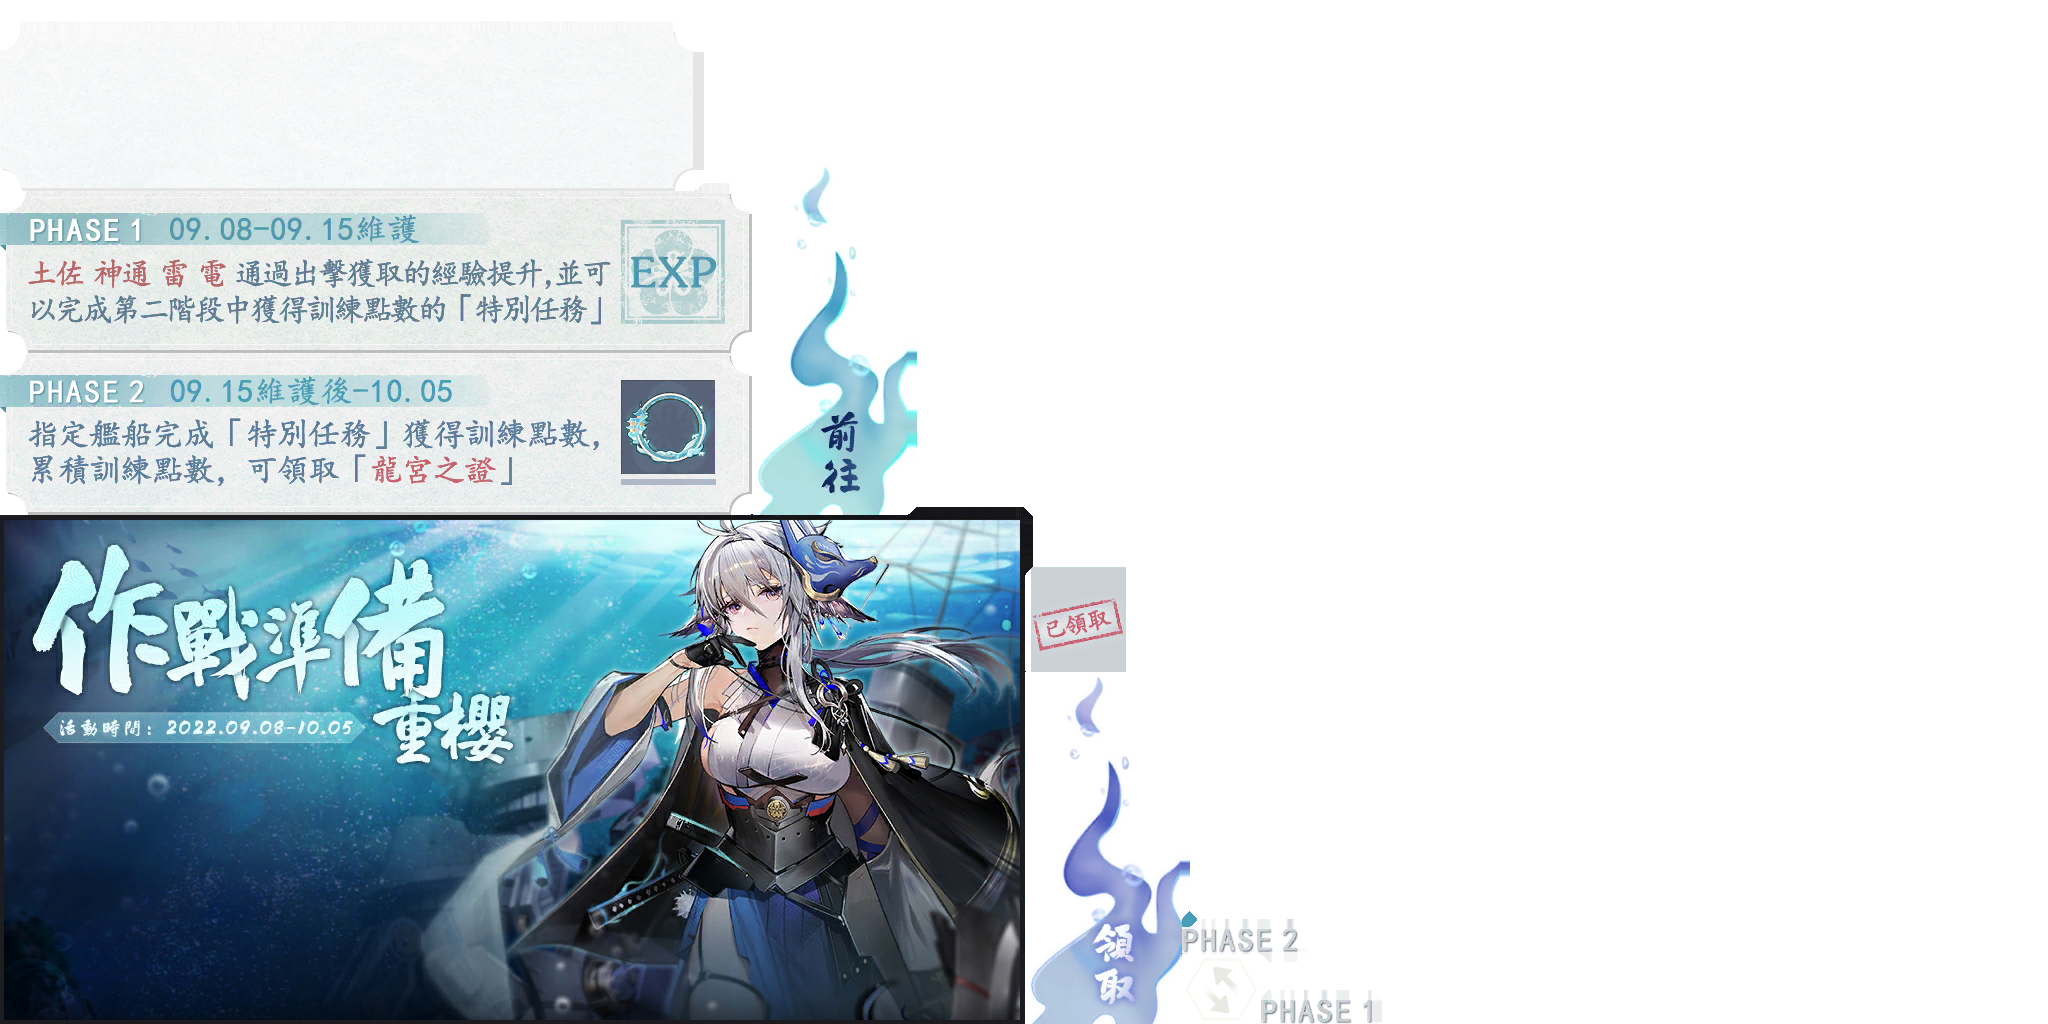 PHASE 1 09.08-09.15維護
土佐 神通 雷 電 通過出擊獲取的經驗提升,並可
以完成第二階段中獲得訓練點數的「特別任務」
EXP
PHASE 2 09.15維護後-10.05
指定艦船完成「特別任務」獲得訓練點數,
累積訓練點數, 可領取「龍宮之證」
前往
作戰準備
重櫻
活動時間: 2022.09.08-10.05
已領取
領取
PHASE 2
PHASE 1